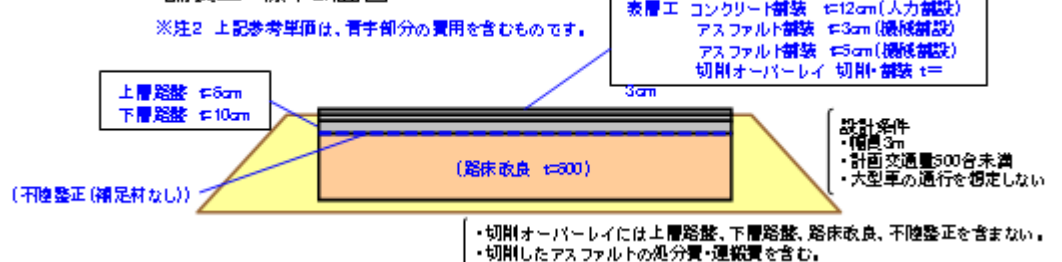 ※注2 上記参考単価は、青字部分の費用を含むものです。
表層工 コンクリート舗装 t=12cm(人力舗設)
アスファルト舗装 t=3cm(機械舗設)
アスファルト舗装 t=5cm(機械舗設)
切削オーバーレイ 切削・舗装 t=
3cm
上層路盤
下層路盤 t=10cm
設計条件
・幅員3m
・計画交通量500台未満
・大型車の通行を想定しない
(路床改良 t=500)
(不陸整正(補足材なし))
・切削オーバーレイには上層路盤、下層路盤、路床改良、不陸整正を含まない。
・切削したアスファルトの処分費・運搬費を含む。